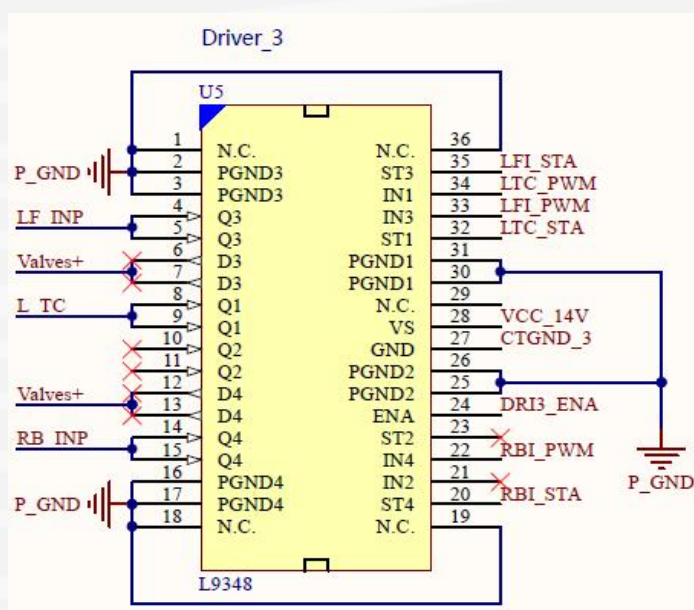 Driver_3
U5
1 N.C. N.C. 36
P_GND 2 PGND3 ST3 35 LFI_STA
3 PGND3 IN1 34 LTC_PWM
LF_INP 4 Q3 IN3 33 LFI_PWM
5 Q3 ST1 32 LTC_STA
Valves+ 6 D3 PGND1 31
7 D3 PGND1 30
L_TC 8 Q1 N.C. 29
9 Q1 VS 28 VCC_14V
10 Q2 GND 27 CTGND_3
11 Q2 PGND2 26
Valves+ 12 D4 PGND2 25
13 D4 ENA 24 DRI3_ENA
RB_INP 14 Q4 ST2 23
15 Q4 IN4 22 RBI_PWM
16 PGND4 IN2 21
P_GND 17 PGND4 ST4 20 RBI_STA
18 N.C. N.C. 19
P_GND
L9348